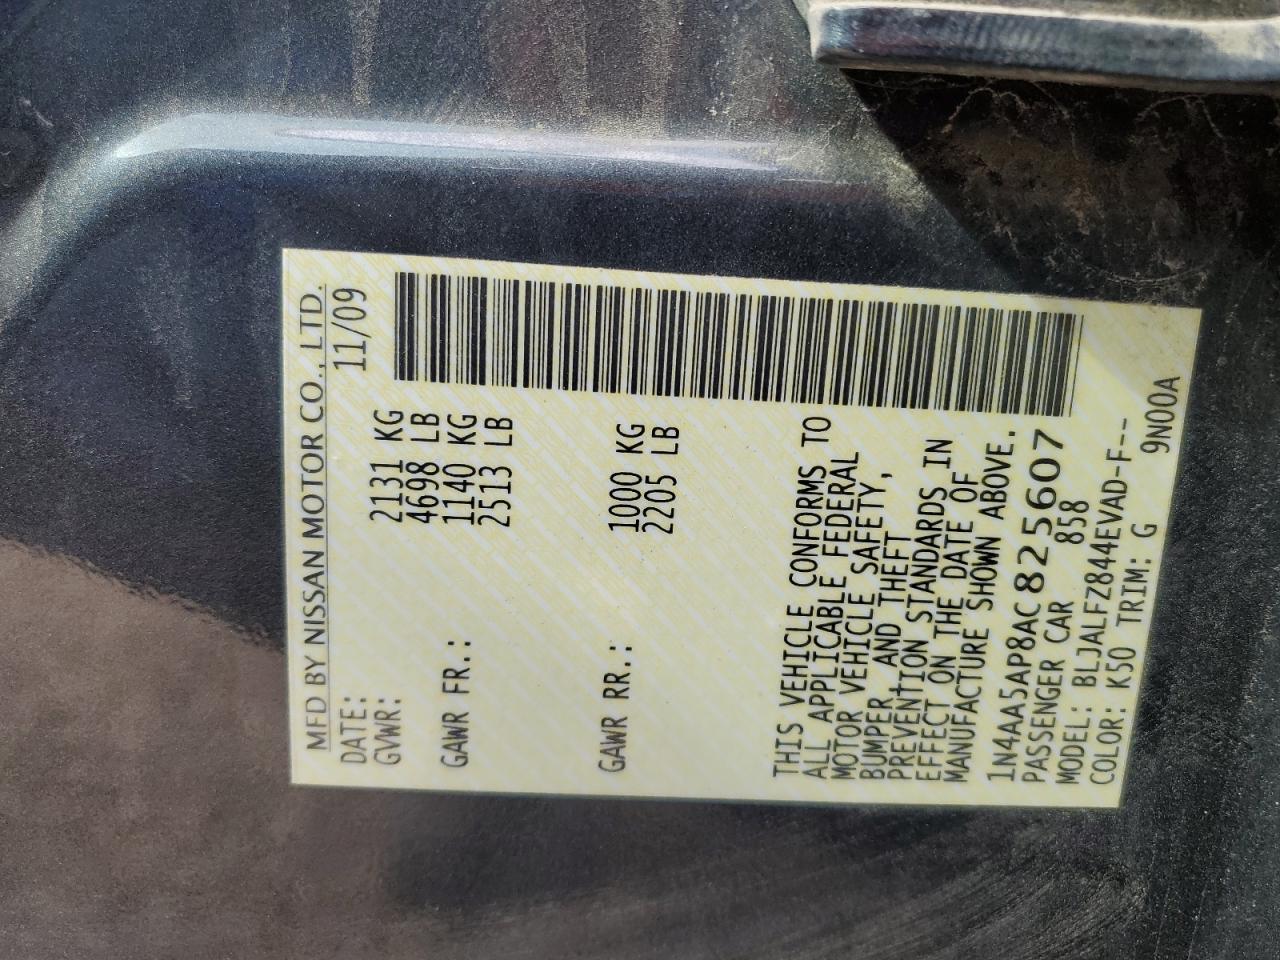 MFD BY NISSAN MOTOR CO., LTD.
DATE: 11/09
GVWR: 2131 KG
4698 LB
GAWR FR.: 1140 KG
2513 LB
GAWR RR.: 1000 KG
2205 LB
THIS VEHICLE CONFORMS TO
ALL APPLICABLE FEDERAL
MOTOR VEHICLE SAFETY,
BUMPER, AND THEFT
PREVENTION STANDARDS IN
EFFECT ON THE DATE OF
MANUFACTURE SHOWN ABOVE.
1N4AA5AP8AC825607
PASSENGER CAR 858
MODEL: BLJALFZ844EVAD-F--
COLOR: K50 TRIM: G 9N00A